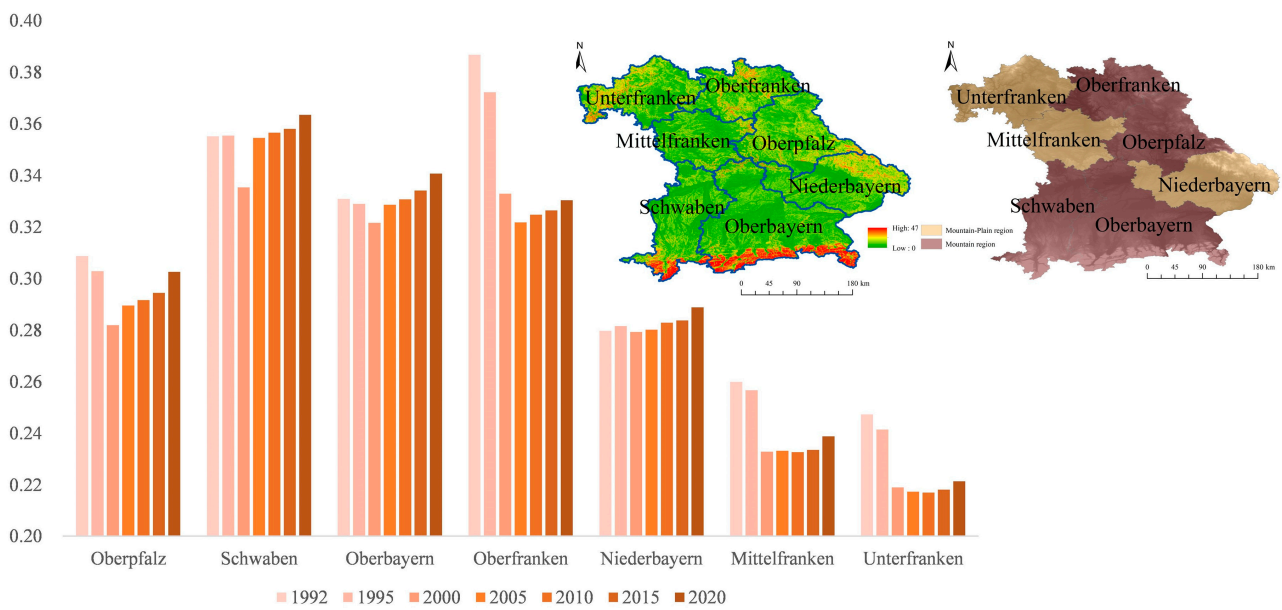 0.40
0.38
0.36
0.34
0.32
0.30
0.28
0.26
0.24
0.22
0.20
Oberpfalz Schwaben Oberbayern Oberfranken Niederbayern Mittelfranken Unterfranken
1992 1995 2000 2005 2010 2015 2020
N
Unterfranken
Oberfranken
Mittelfranken
Oberpfalz
Niederbayern
Schwaben
Oberbayern
High: 47
Low : 0
Mountain-Plain region
Mountain region
0 45 90 180 km
N
Unterfranken
Oberfranken
Mittelfranken
Oberpfalz
Niederbayern
Schwaben
Oberbayern
0 45 90 180 km